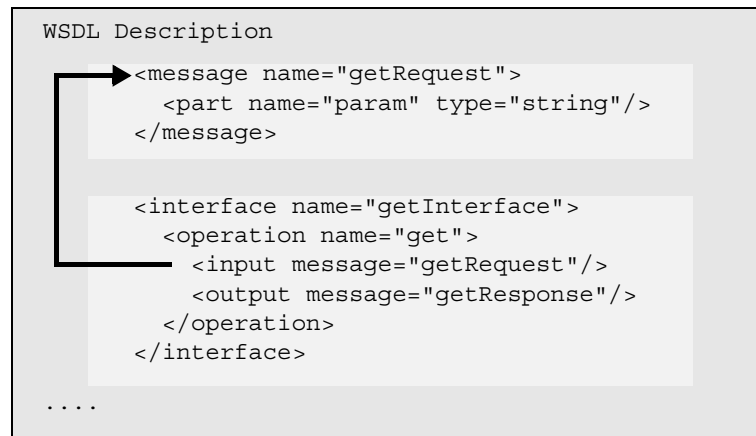 WSDL Description
<message name="getRequest">
<part name="param" type="string"/>
</message>
<interface name="getInterface">
<operation name="get">
<input message="getRequest"/>
<output message="getResponse"/>
</operation>
</interface>
....